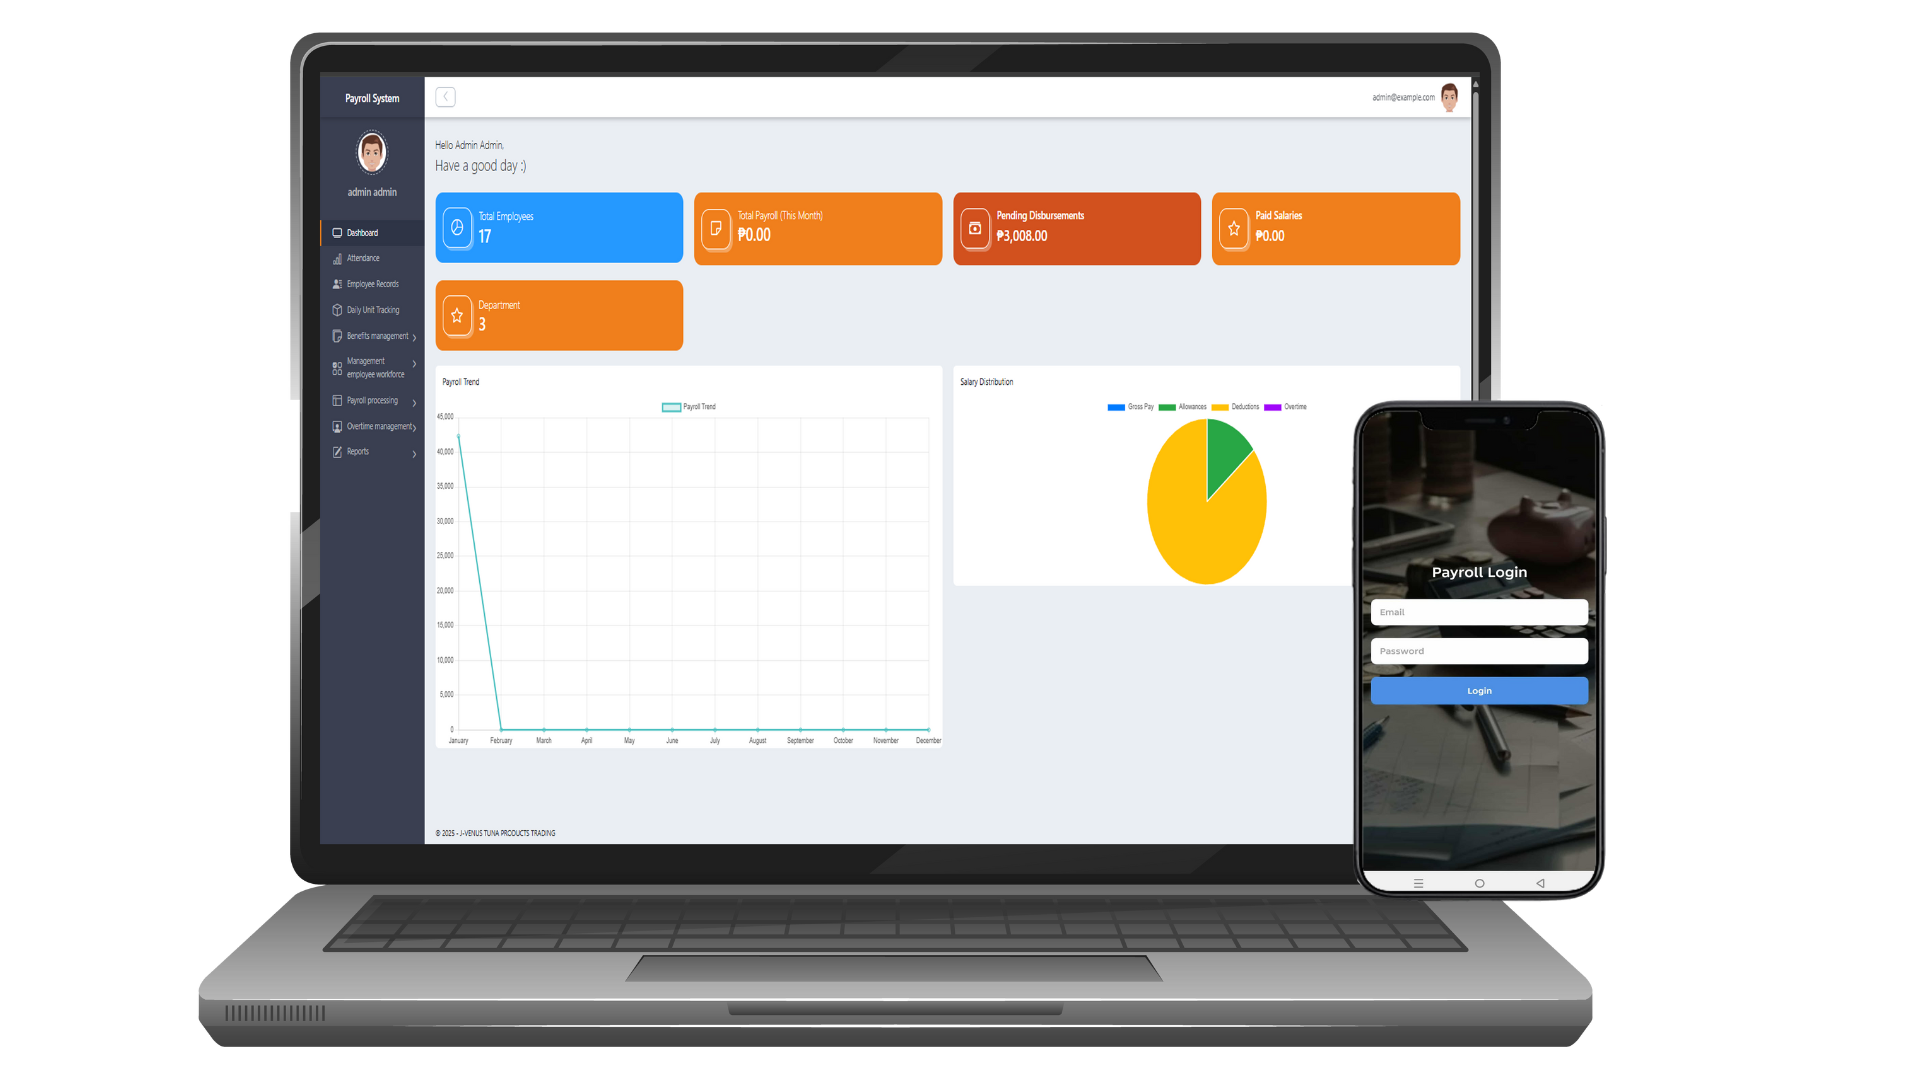 Payroll System
admin@example.com
admin admin
Dashboard
Attendance
Employee Records
Daily Unit Tracking
Benefits management
Management
employee workforce
Payroll processing
Overtime management
Reports
Hello Admin Admin,
Have a good day :)
Total Employees
17
Total Payroll (This Month)
₱0.00
Pending Disbursements
₱3,008.00
Paid Salaries
₱0.00
Department
3
Payroll Trend
Payroll Trend
45,000
40,000
35,000
30,000
25,000
20,000
15,000
10,000
5,000
0
January February March April May June July August September October November December
Salary Distribution
Gross Pay Allowances Deductions Overtime
© 2025 - J-VENUS TUNA PRODUCTS TRADING
Payroll Login
Email
Password
Login